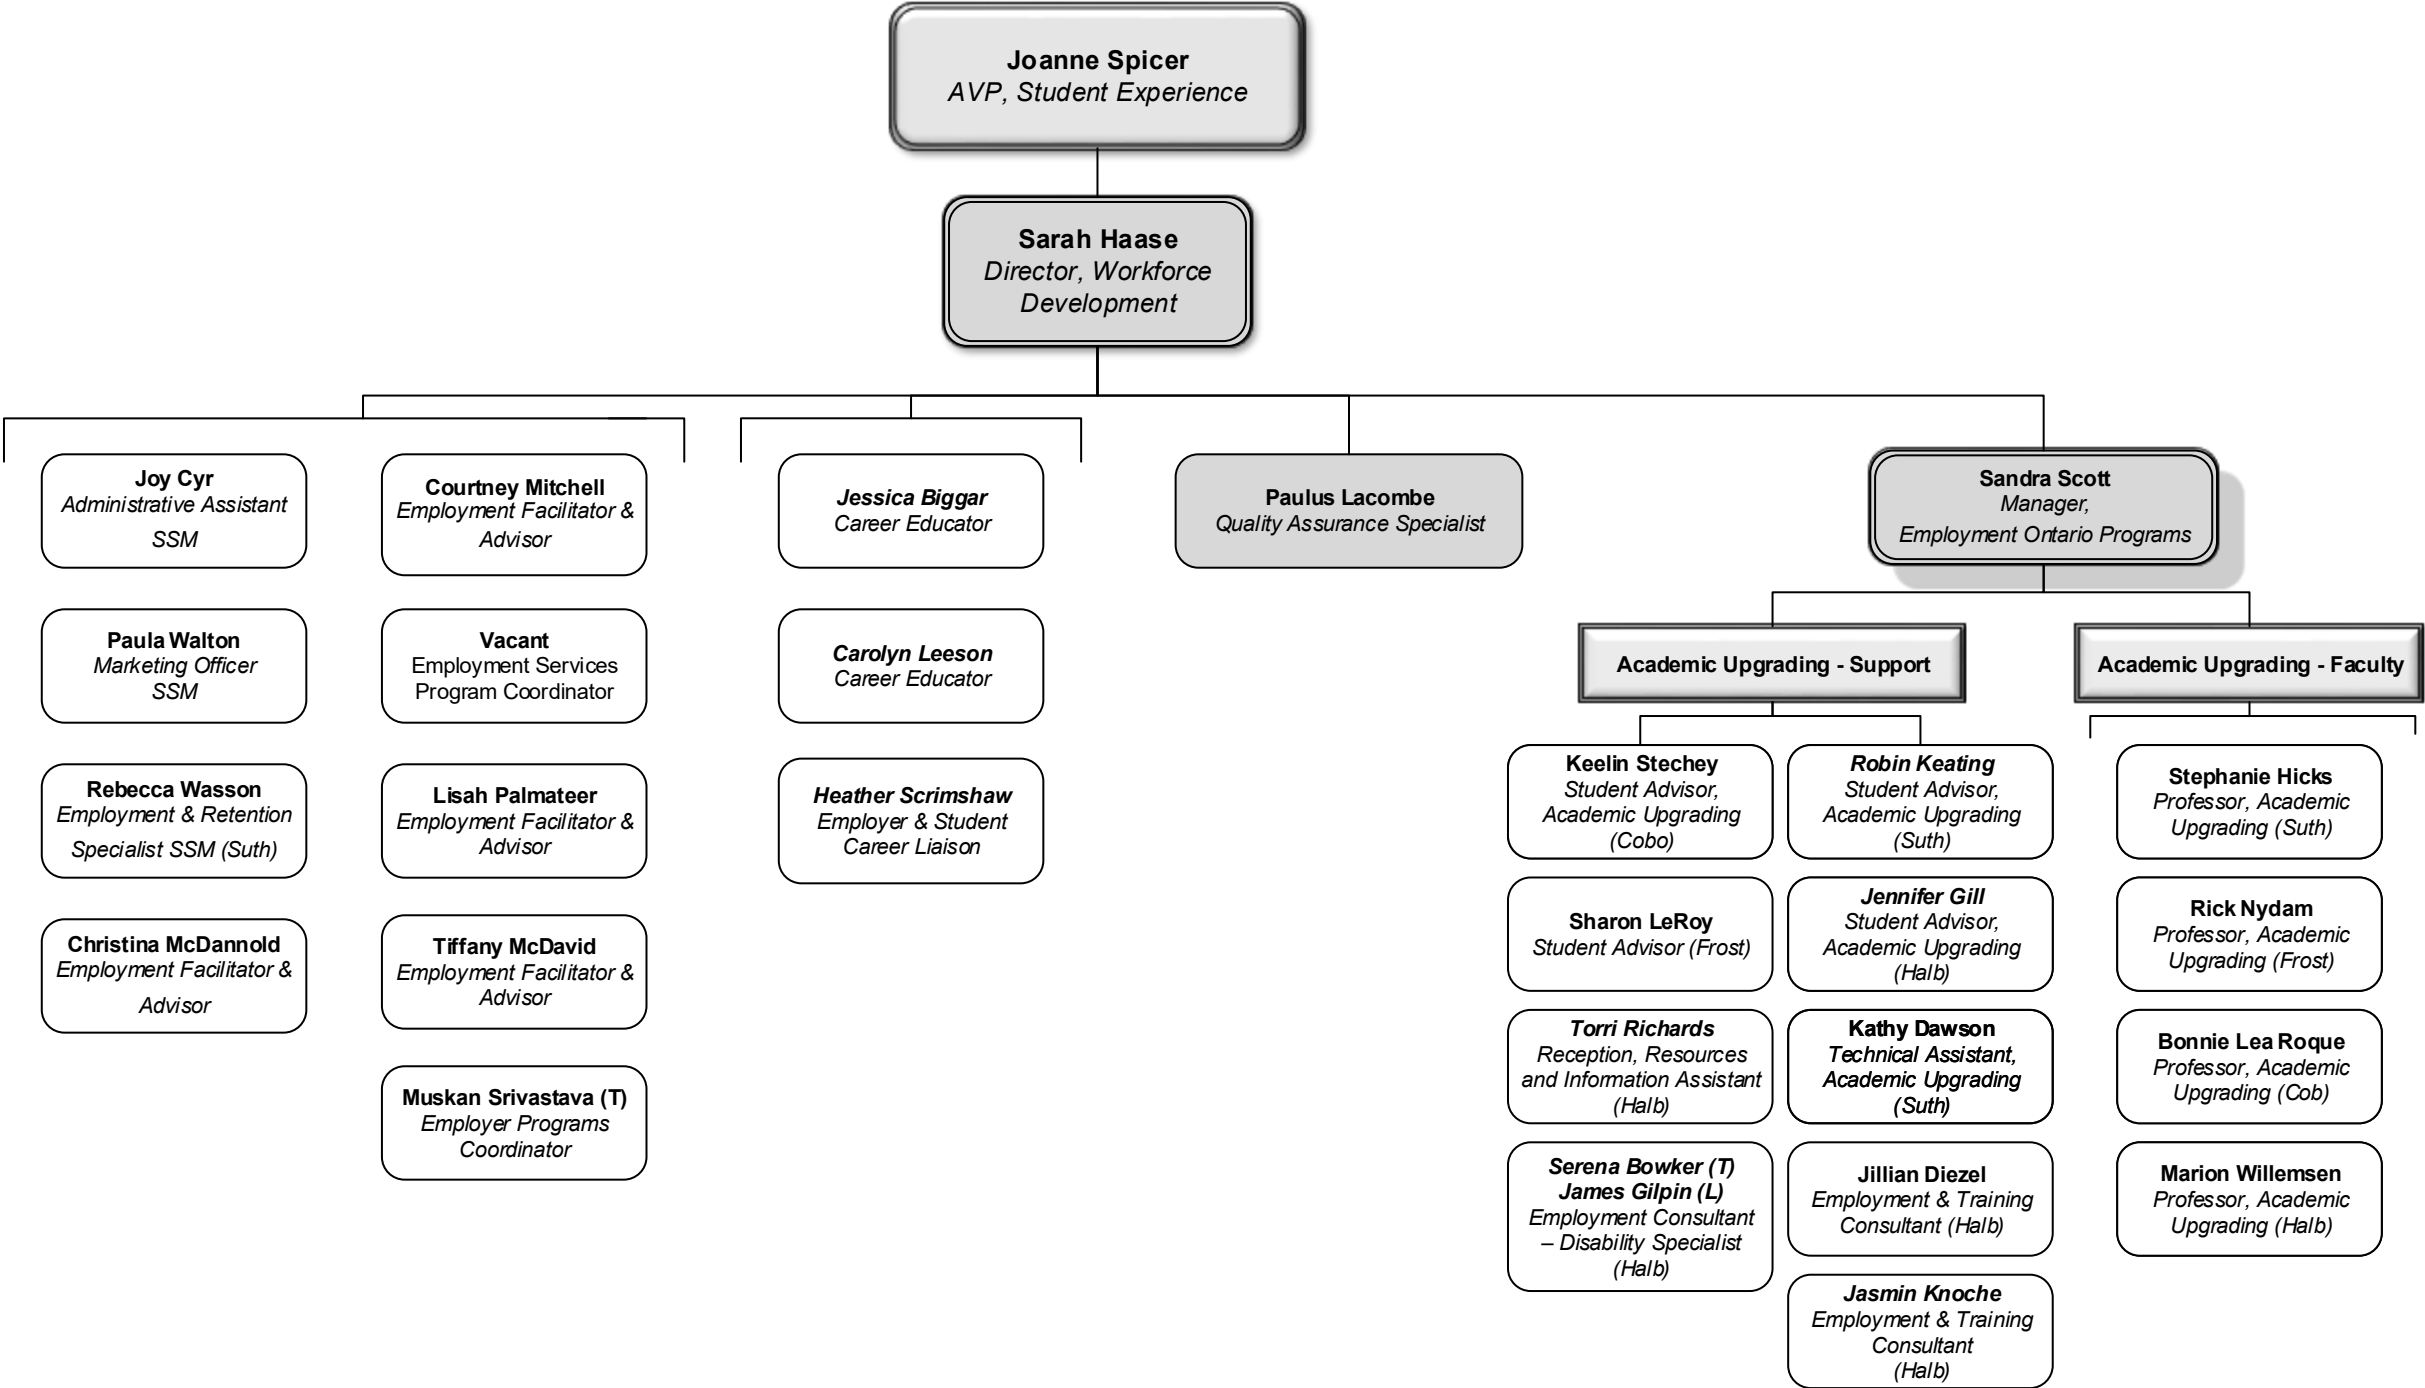 Joanne Spicer
AVP, Student Experience
Sarah Haase
Director, Workforce
Development
Joy Cyr
Administrative Assistant
SSM
Paula Walton
Marketing Officer
SSM
Rebecca Wasson
Employment & Retention
Specialist SSM (Suth)
Christina McDannold
Employment Facilitator &
Advisor
Courtney Mitchell
Employment Facilitator &
Advisor
Vacant
Employment Services
Program Coordinator
Lisah Palmateer
Employment Facilitator &
Advisor
Tiffany McDavid
Employment Facilitator &
Advisor
Muskan Srivastava (T)
Employer Programs
Coordinator
Jessica Biggar
Career Educator
Carolyn Leeson
Career Educator
Heather Scrimshaw
Employer & Student
Career Liaison
Paulus Lacombe
Quality Assurance Specialist
Sandra Scott
Manager,
Employment Ontario Programs
Academic Upgrading - Support
Keelin Stechey
Student Advisor,
Academic Upgrading
(Cobo)
Sharon LeRoy
Student Advisor (Frost)
Torri Richards
Reception, Resources
and Information Assistant
(Halb)
Serena Bowker (T)
James Gilpin (L)
Employment Consultant
– Disability Specialist
(Halb)
Robin Keating
Student Advisor,
Academic Upgrading
(Suth)
Jennifer Gill
Student Advisor,
Academic Upgrading
(Halb)
Kathy Dawson
Technical Assistant,
Academic Upgrading
(Suth)
Jillian Diezel
Employment & Training
Consultant (Halb)
Jasmin Knoche
Employment & Training
Consultant
(Halb)
Academic Upgrading - Faculty
Stephanie Hicks
Professor, Academic
Upgrading (Suth)
Rick Nydam
Professor, Academic
Upgrading (Frost)
Bonnie Lea Roque
Professor, Academic
Upgrading (Cob)
Marion Willemsen
Professor, Academic
Upgrading (Halb)